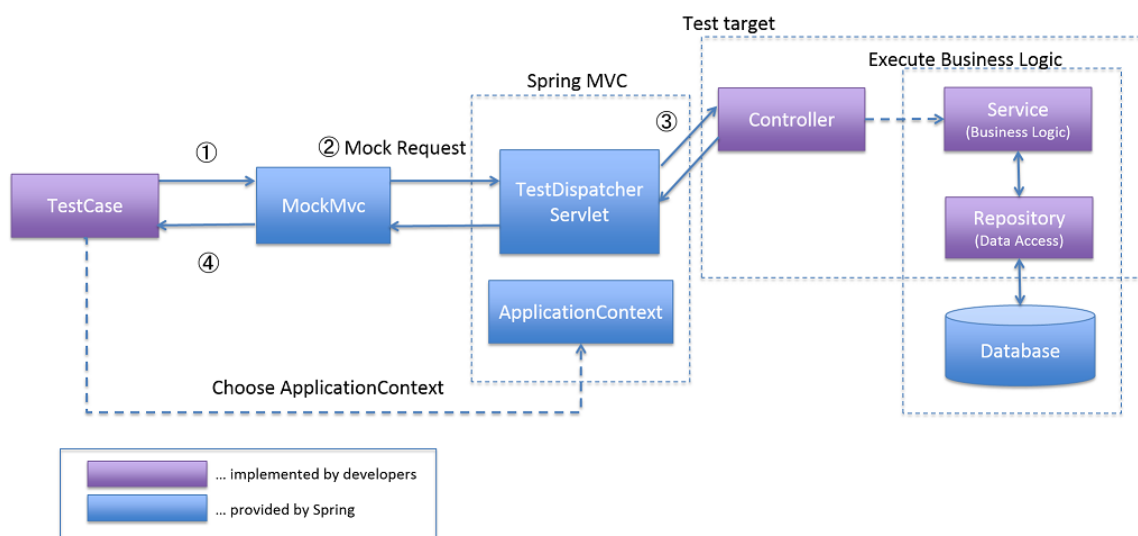 Test target
Execute Business Logic
Spring MVC
Controller
Service
(Business Logic)
③
①
② Mock Request
TestCase
MockMvc
TestDispatcher
Servlet
Repository
(Data Access)
④
ApplicationContext
Database
Choose ApplicationContext
... implemented by developers
... provided by Spring